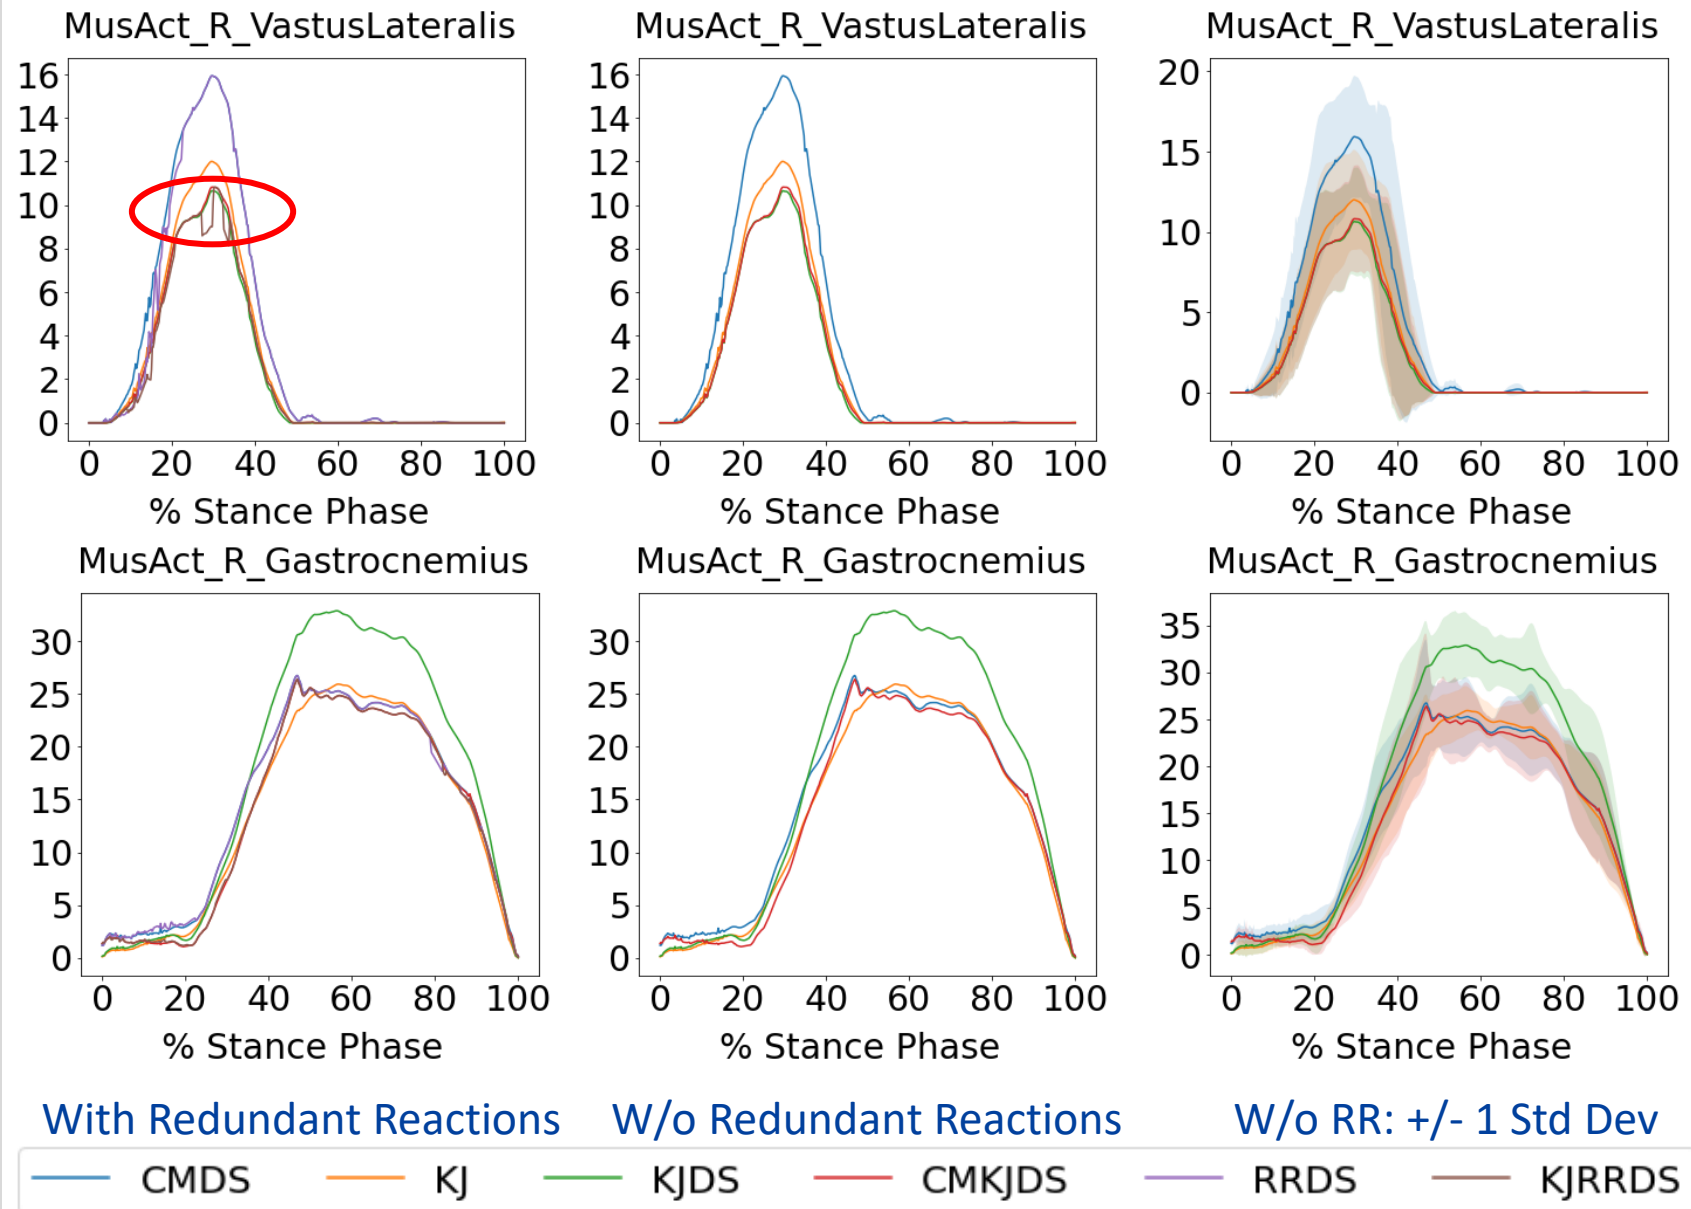 MusAct_R_VastusLateralis MusAct_R_VastusLateralis MusAct_R_VastusLateralis
16 16 20
14 14
12 12 15
10 10
8 8 10
6 6
4 4 5
2 2
0 0 0
0 20 40 60 80 100 0 20 40 60 80 100 0 20 40 60 80 100
% Stance Phase % Stance Phase % Stance Phase
MusAct_R_Gastrocnemius MusAct_R_Gastrocnemius MusAct_R_Gastrocnemius
35
30 30 30
25 25 25
20 20 20
15 15 15
10 10 10
5 5 5
0 0 0
0 20 40 60 80 100 0 20 40 60 80 100 0 20 40 60 80 100
% Stance Phase % Stance Phase % Stance Phase
With Redundant Reactions W/o Redundant Reactions W/o RR: +/- 1 Std Dev
CMDS KJ KJDS CMKJDS RRDS KJRRDS